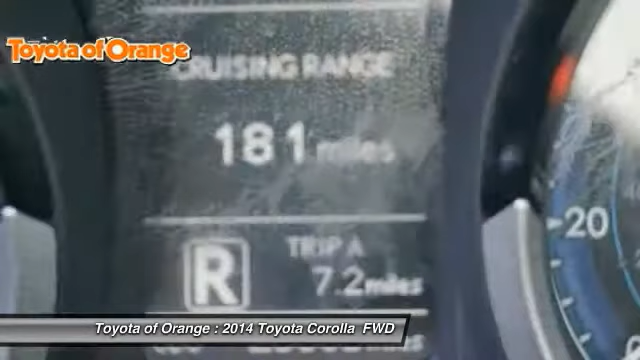 Toyota of Orange
CRUISING RANGE
181 miles
TRIP A
R 7.2 miles
20
Toyota of Orange : 2014 Toyota Corolla FWD
miles